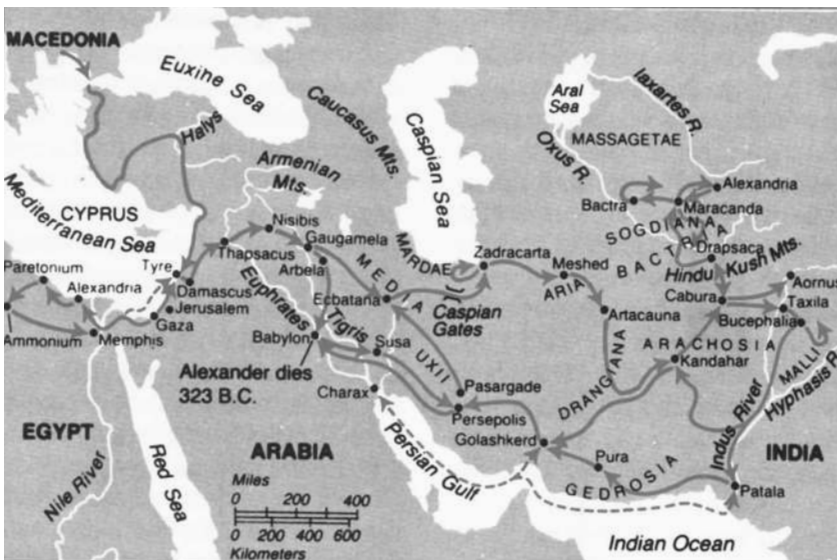 MACEDONIA
Euxihe Sea
Halys
Caucasus Mts.
Armenian
Mts.
Caspian Sea
Aral
Sea
Iaxartes R.
MASSAGETAE
Oxus R.
Mediterranean Sea
CYPRUS
Nisibis
Gaugamela
Thapsacus
Arbela
MARDAE
Zadracarta
Meshed
Alexandria
Bactra
Maracanda
SOGDIANA
BACTRIA
Drapsaca
Hindu Kush Mts.
Paretonium
Tyre
Alexandria
Damascus
Jerusalem
Gaza
Ammonium
Memphis
Euphrates
MEDIA
Ecbatana
Caspian
Gates
ARIA
Artacauna
Cabura
Aornus
Taxila
Bucephalia
Tigris
Babylon
Susa
UXII
ARACHOSIA
Kandahar
MALLI
Hyphasis R.
Alexander dies
323 B.C.
Charax
Pasargade
Persepolis
DRANGIANA
Golashkerd
Indus River
EGYPT
ARABIA
Persian Gulf
Pura
GEDROSIA
INDIA
Patala
Nile River
Red Sea
Miles
0 200 400
0 200 400 600
Kilometers
Indian Ocean